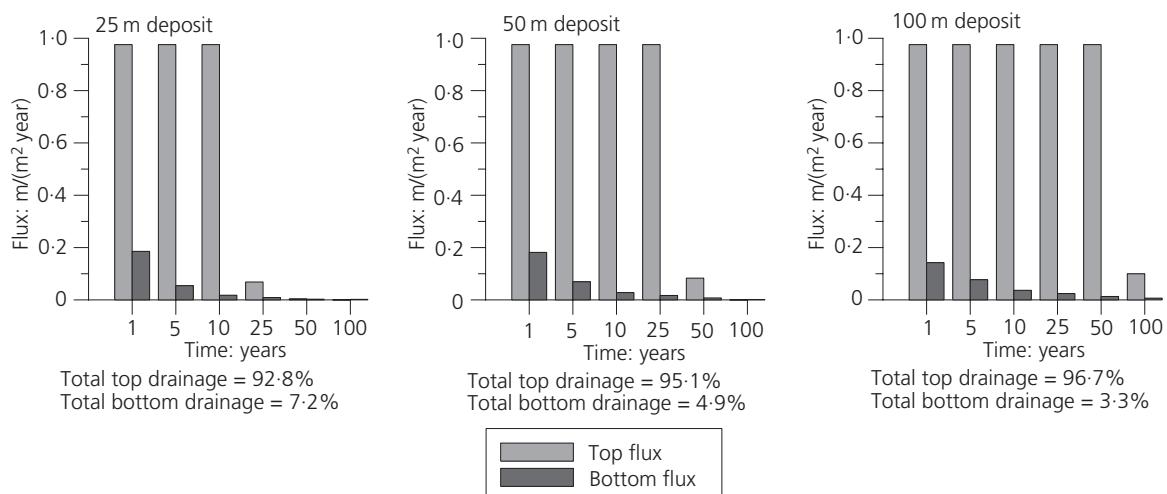 25 m deposit
1·0
0·8
0·6
0·4
0·2
0
Flux: m/(m² year)
1 5 10 25 50 100
Time: years
Total top drainage = 92·8%
Total bottom drainage = 7·2%
50 m deposit
1·0
0·8
0·6
0·4
0·2
0
Flux: m/(m² year)
1 5 10 25 50 100
Time: years
Total top drainage = 95·1%
Total bottom drainage = 4·9%
100 m deposit
1·0
0·8
0·6
0·4
0·2
0
Flux: m/(m² year)
1 5 10 25 50 100
Time: years
Total top drainage = 96·7%
Total bottom drainage = 3·3%
Top flux
Bottom flux